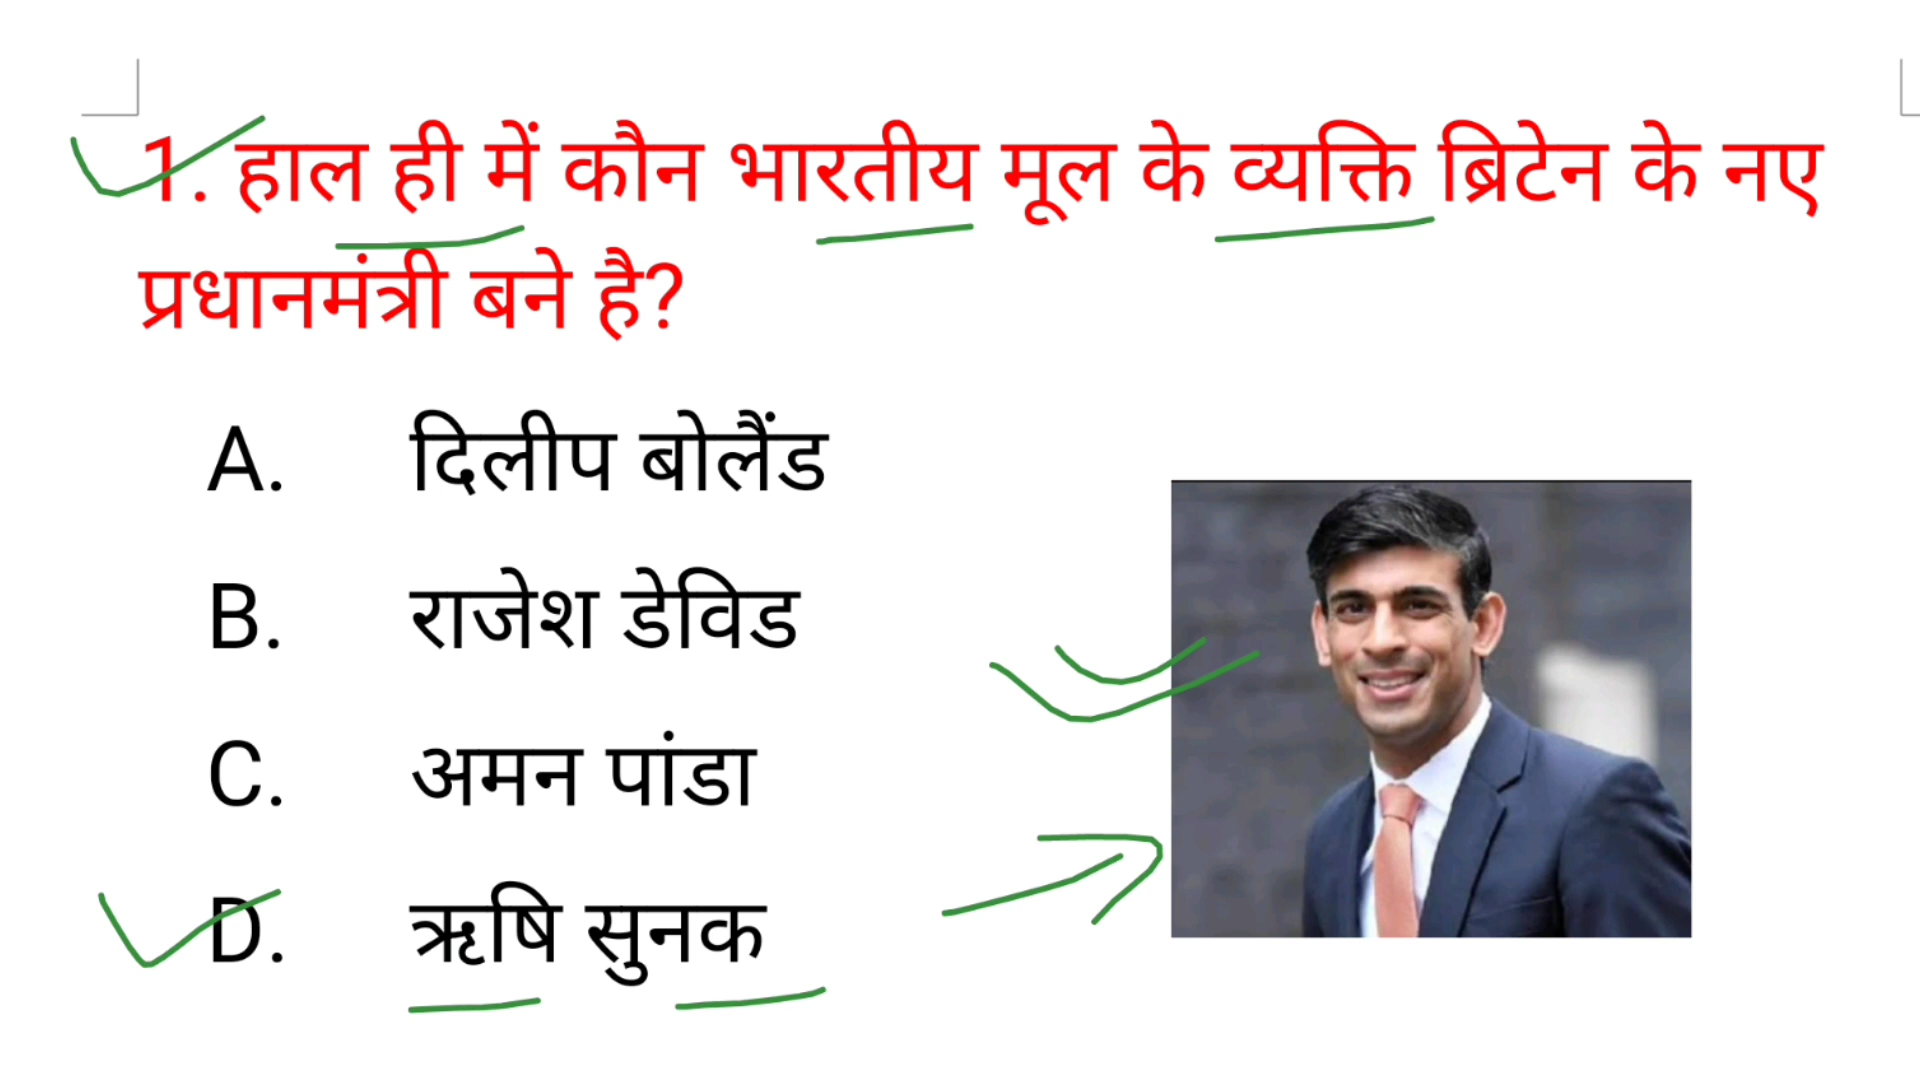 1. हाल ही में कौन भारतीय मूल के व्यक्ति ब्रिटेन के नए
प्रधानमंत्री बने है?
A. दिलीप बोलैंड
B. राजेश डेविड
C. अमन पांडा
D. ऋषि सुनक